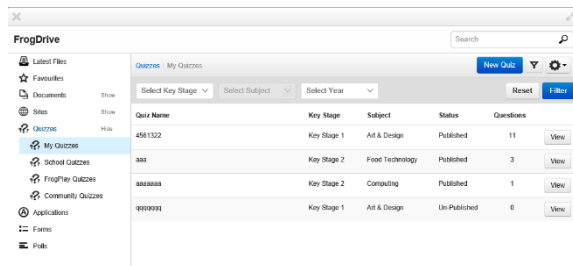 FrogDrive
Search
Latest Files
Favourites
Documents Show
Sites Show
Quizzes Hide
My Quizzes
School Quizzes
FrogPlay Quizzes
Community Quizzes
Applications
Forms
Polls
Quizzes / My Quizzes
New Quiz
Select Key Stage Select Subject Select Year Reset Filter
Quiz Name Key Stage Subject Status Questions
4561322 Key Stage 1 Art & Design Published 11 View
aaa Key Stage 2 Food Technology Published 3 View
aaaaaaa Key Stage 2 Computing Published 1 View
qqqqqqq Key Stage 1 Art & Design Un-Published 0 View